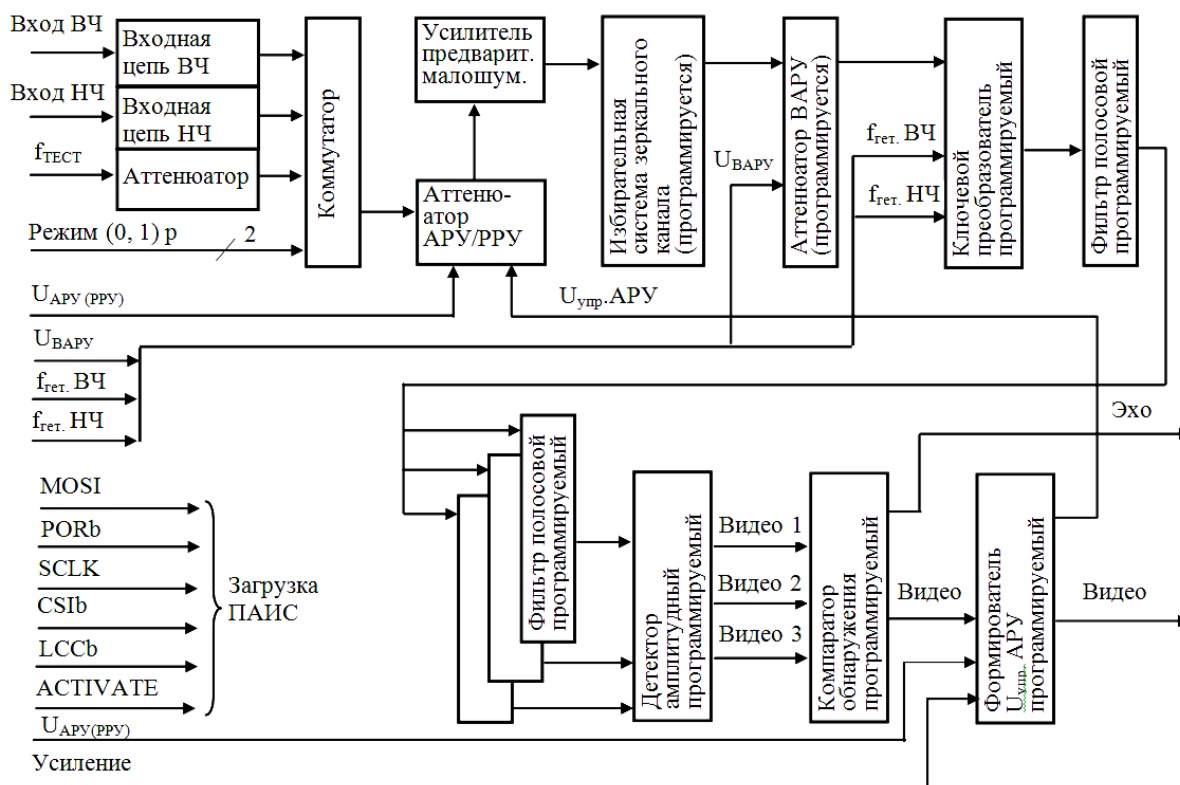 Вход ВЧ
Входная
цепь ВЧ
Вход НЧ
Входная
цепь НЧ
fТЕСТ
Аттенюатор
Режим (0, 1) р
2
Коммутатор
Усилитель
предварит.
малошум.
Аттеню-
атор
АРУ/РРУ
Избирательная
система зеркального
канала
(программируется)
UВАРУ
Аттенюатор ВАРУ
(программируется)
fгет. ВЧ
fгет. НЧ
Ключевой
преобразователь
программируемый
Фильтр полосовой
программируемый
UАРУ (РРУ)
Uупр.АРУ
UВАРУ
fгет. ВЧ
fгет. НЧ
MOSI
PORb
SCLK
CSIb
LCCb
ACTIVATE
Загрузка
ПАИС
UАРУ(РРУ)
Усиление
Фильтр полосовой
программируемый
Детектор
амплитудный
программируемый
Видео 1
Видео 2
Видео 3
Компаратор
обнаружения
программируемый
Эхо
Видео
Формирователь
Uупр. АРУ
программируемый
Видео